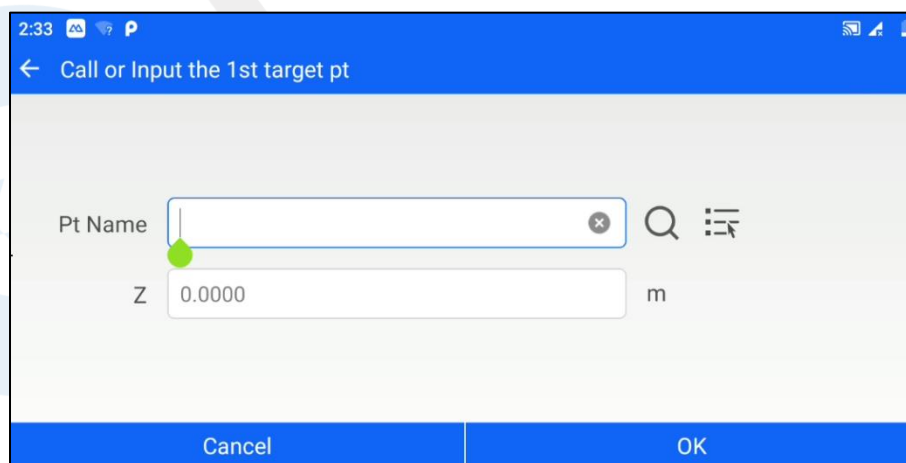 2:33
Call or Input the 1st target pt
Pt Name
Z 0.0000 m
Cancel OK